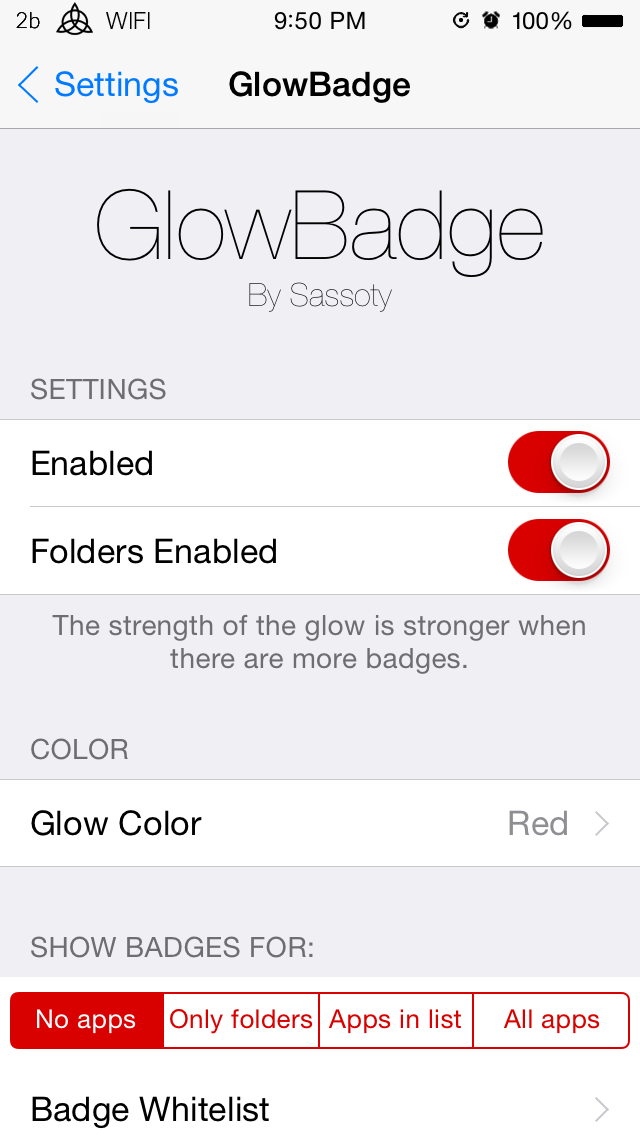 2b WIFI 9:50 PM 100%
Settings GlowBadge
GlowBadge
By Sassoty
SETTINGS
Enabled
Folders Enabled
The strength of the glow is stronger when
there are more badges.
COLOR
Glow Color Red
SHOW BADGES FOR:
No apps Only folders Apps in list All apps
Badge Whitelist